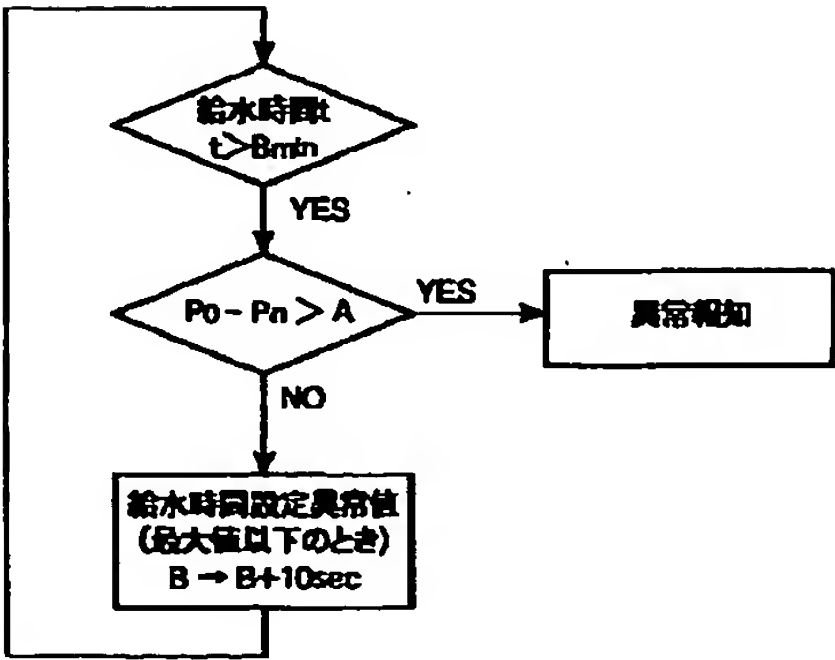 給水時間t
t>Bmin
YES
Po－Pn＞A
YES
異常報知
NO
給水時間設定異常値
(最大値以下のとき)
B→B+10sec